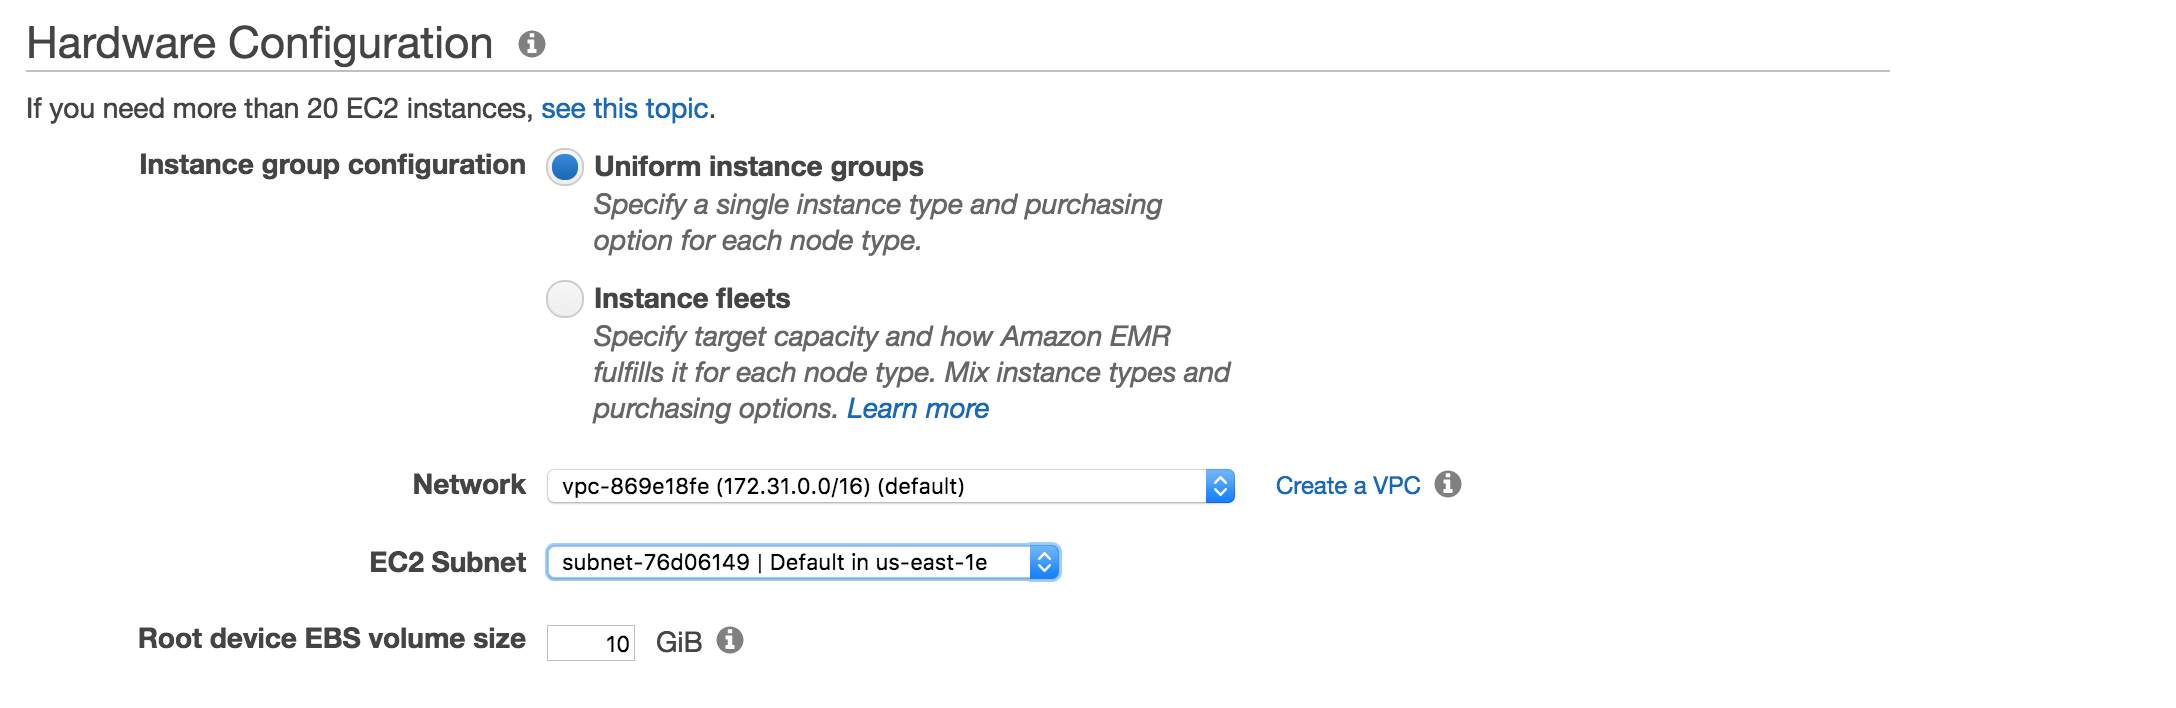 Hardware Configuration
If you need more than 20 EC2 instances, see this topic.
Instance group configuration
Uniform instance groups
Specify a single instance type and purchasing
option for each node type.
Instance fleets
Specify target capacity and how Amazon EMR
fulfills it for each node type. Mix instance types and
purchasing options. Learn more
Network vpc-869e18fe (172.31.0.0/16) (default) Create a VPC
EC2 Subnet subnet-76d06149 | Default in us-east-1e
Root device EBS volume size 10 GiB